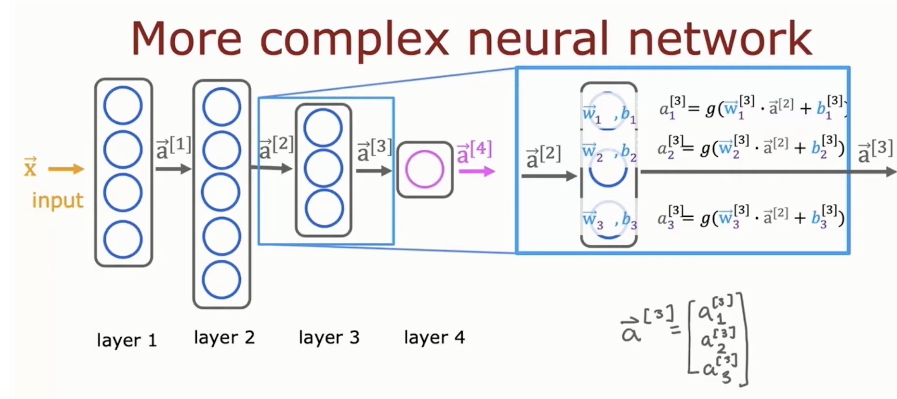 More complex neural network
x⃗
input
a⃗[1]
a⃗[2]
a⃗[3]
a⃗[4]
layer 1
layer 2
layer 3
layer 4
a⃗[2]
w⃗1 , b1
w⃗2 , b2
w⃗3 , b3
a1[3] = g(w⃗1[3] · a⃗[2] + b1[3])
a2[3] = g(w⃗2[3] · a⃗[2] + b2[3])
a3[3] = g(w⃗3[3] · a⃗[2] + b3[3])
a⃗[3]
a⃗[3] = [a1[3]
a2[3]
a3[3]]